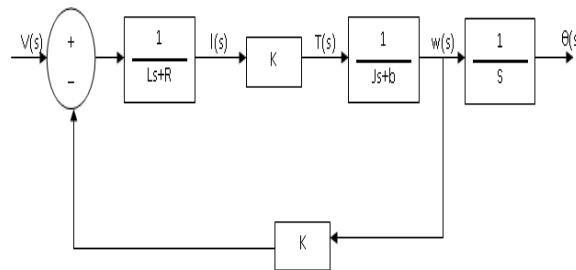 V(s)
+
−
1
Ls+R
I(s)
K
T(s)
1
Js+b
w(s)
1
S
θ(s
K